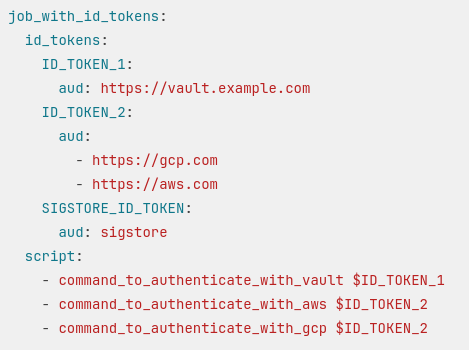 job_with_id_tokens:
  id_tokens:
    ID_TOKEN_1:
      aud: https://vault.example.com
    ID_TOKEN_2:
      aud:
        - https://gcp.com
        - https://aws.com
    SIGSTORE_ID_TOKEN:
      aud: sigstore
  script:
    - command_to_authenticate_with_vault $ID_TOKEN_1
    - command_to_authenticate_with_aws $ID_TOKEN_2
    - command_to_authenticate_with_gcp $ID_TOKEN_2